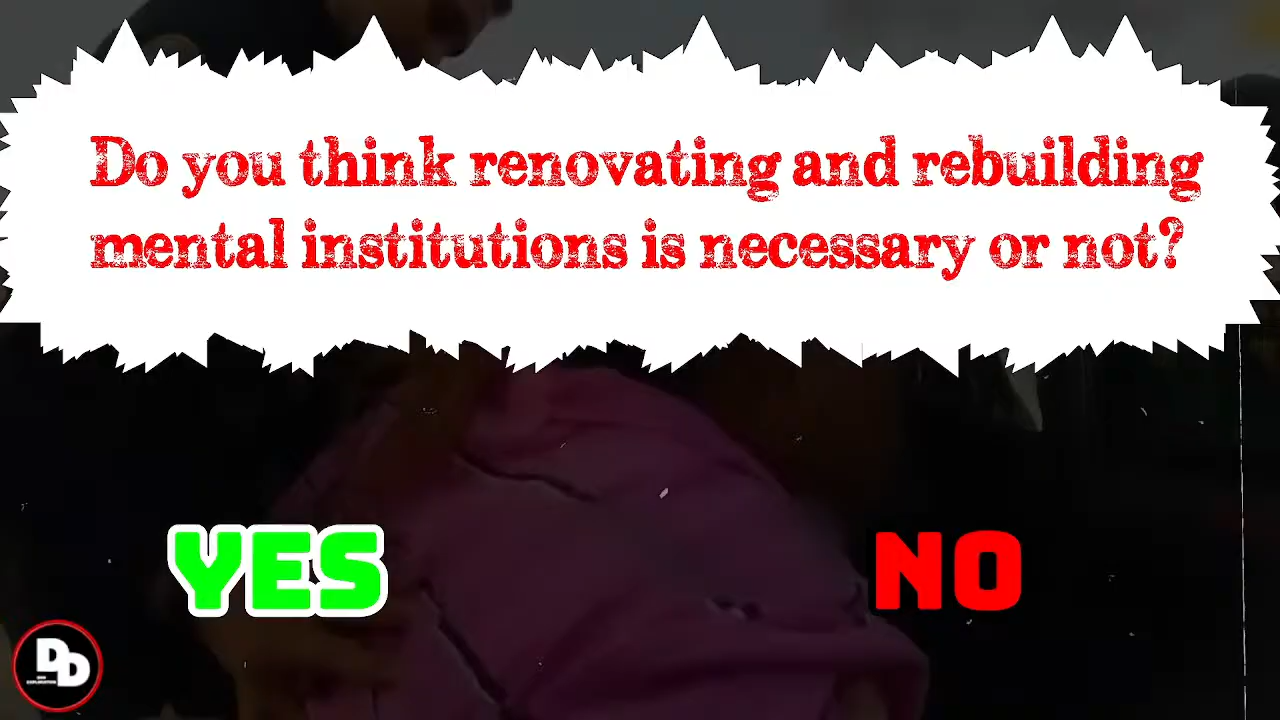 Do you think renovating and rebuilding
mental institutions is necessary or not?
YES
NO
DD